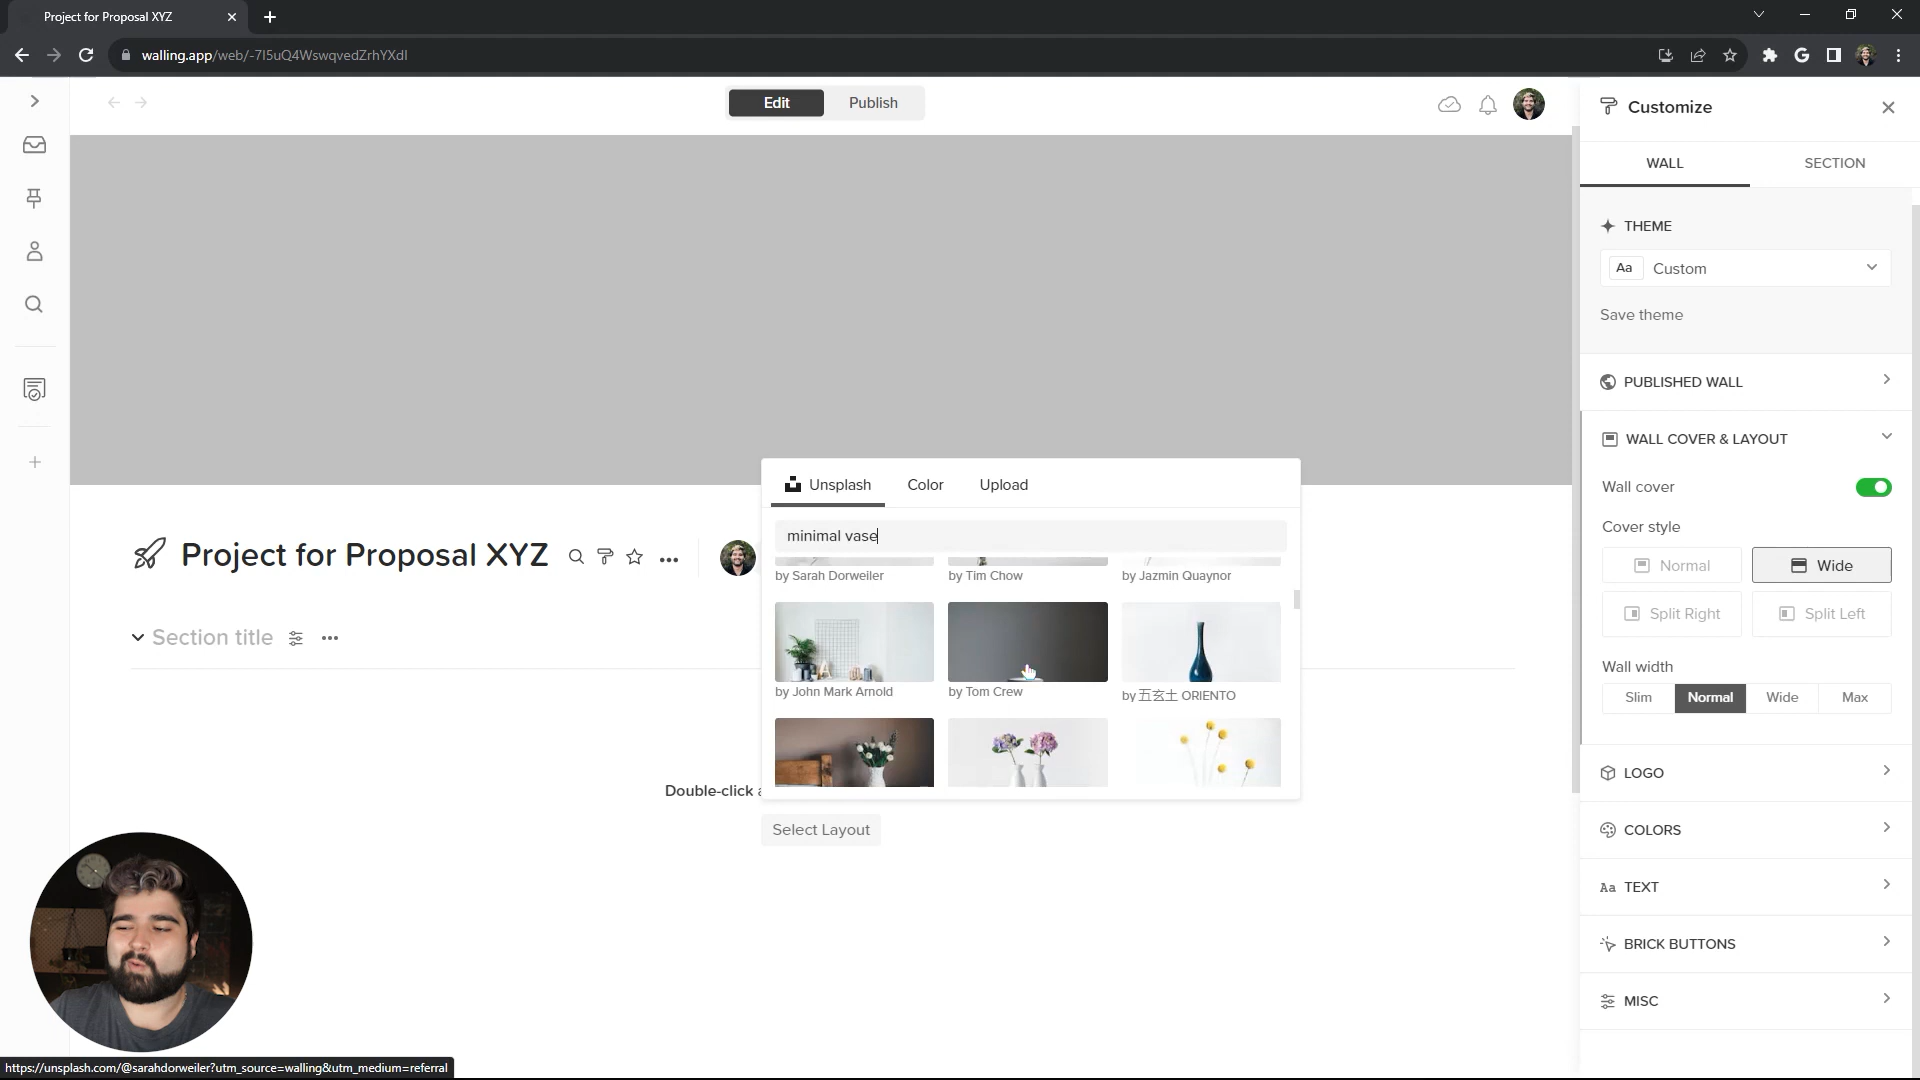 Project for Proposal XYZ
walling.app/web/-7I5uQ4WswqvedZrhYXdI
Edit
Publish
Customize
WALL
SECTION
THEME
Aa
Custom
Save theme
PUBLISHED WALL
WALL COVER & LAYOUT
Wall cover
Cover style
Normal
Wide
Split Right
Split Left
Wall width
Slim
Normal
Wide
Max
LOGO
COLORS
Aa TEXT
BRICK BUTTONS
MISC
Project for Proposal XYZ
Section title
Unsplash
Color
Upload
minimal vase
by Sarah Dorweiler
by Tim Chow
by Jazmin Quaynor
by John Mark Arnold
by Tom Crew
by 五玄土 ORIENTO
Double-click
Select Layout
https://unsplash.com/@sarahdorweiler?utm_source=walling&utm_medium=referral